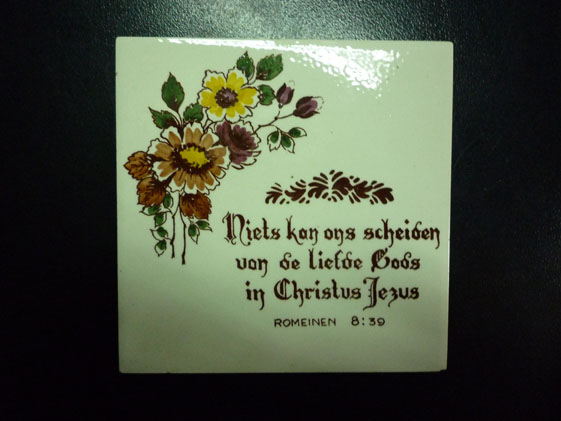 Niets kan ons scheiden
van de liefde Gods
in Christus Jezus
ROMEINEN 8:39